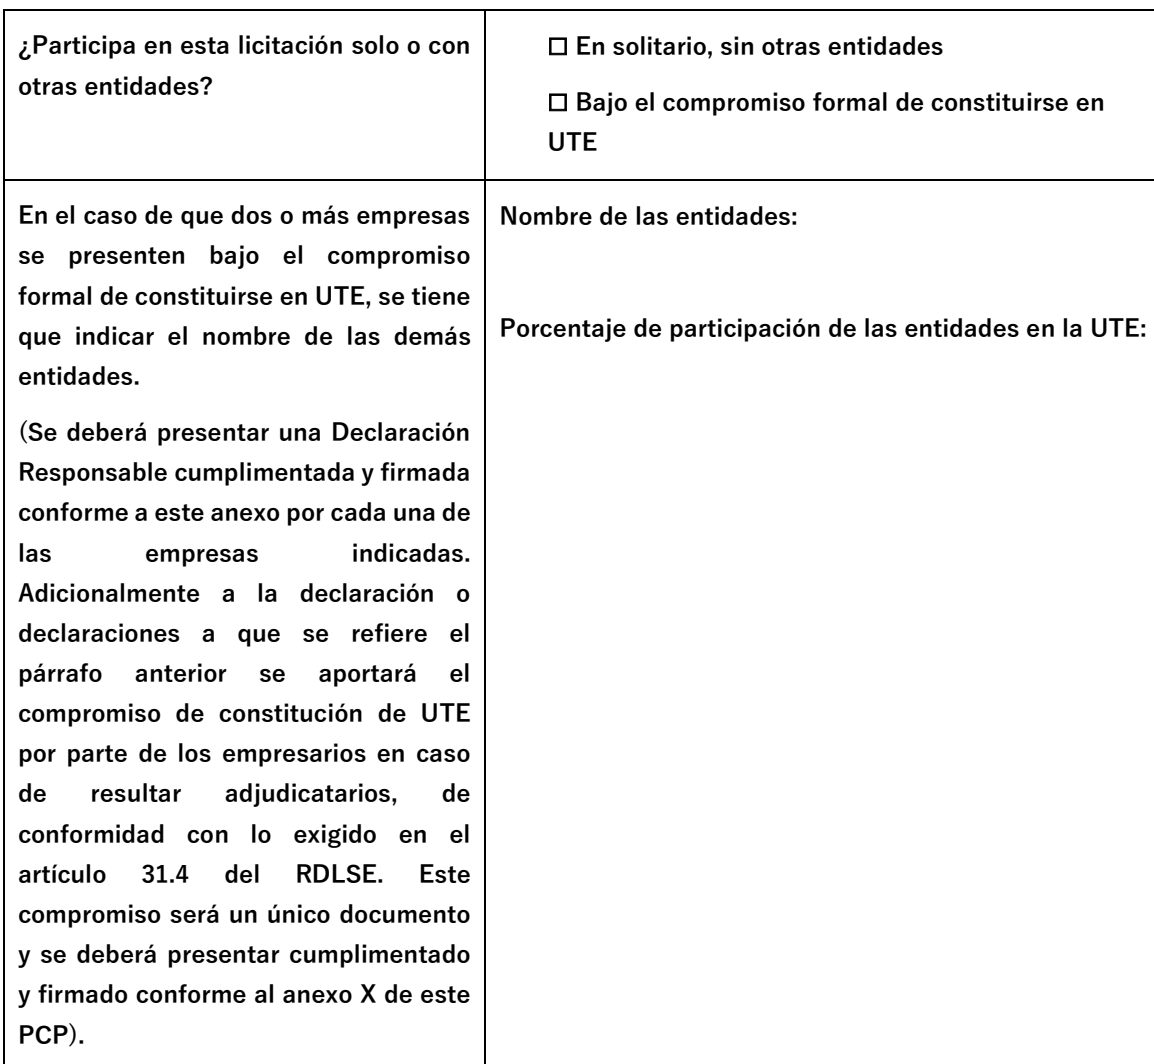 ¿Participa en esta licitación solo o con
otras entidades?
☐ En solitario, sin otras entidades
☐ Bajo el compromiso formal de constituirse en
UTE
En el caso de que dos o más empresas
se presenten bajo el compromiso
formal de constituirse en UTE, se tiene
que indicar el nombre de las demás
entidades.
(Se deberá presentar una Declaración
Responsable cumplimentada y firmada
conforme a este anexo por cada una de
las empresas indicadas.
Adicionalmente a la declaración o
declaraciones a que se refiere el
párrafo anterior se aportará el
compromiso de constitución de UTE
por parte de los empresarios en caso
de resultar adjudicatarios, de
conformidad con lo exigido en el
artículo 31.4 del RDLSE. Este
compromiso será un único documento
y se deberá presentar cumplimentado
y firmado conforme al anexo X de este
PCP).
Nombre de las entidades:
Porcentaje de participación de las entidades en la UTE: